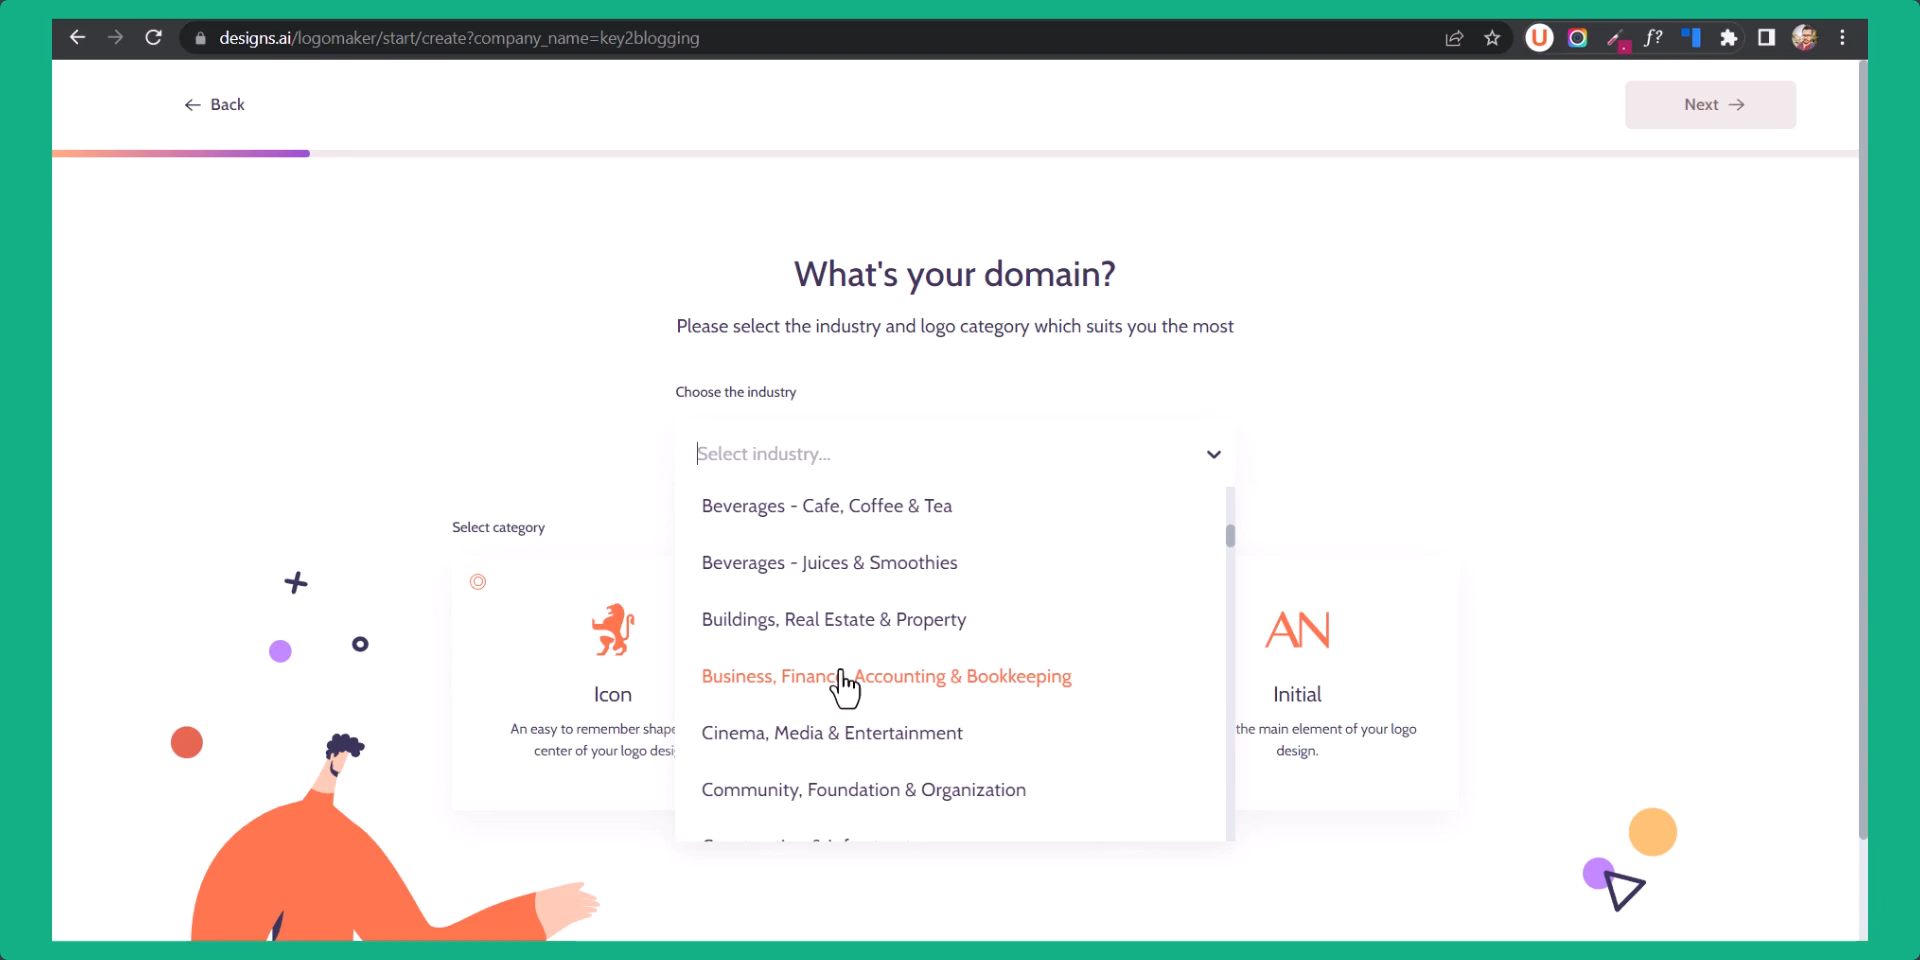 designs.ai/logomaker/start/create?company_name=key2blogging
U
f?
← Back
Next →
What's your domain?
Please select the industry and logo category which suits you the most
Choose the industry
Select industry...
Beverages - Cafe, Coffee & Tea
Beverages - Juices & Smoothies
Buildings, Real Estate & Property
Business, Finance, Accounting & Bookkeeping
Cinema, Media & Entertainment
Community, Foundation & Organization
Select category
Icon
An easy to remember shape
center of your logo desi
AN
Initial
the main element of your logo
design.